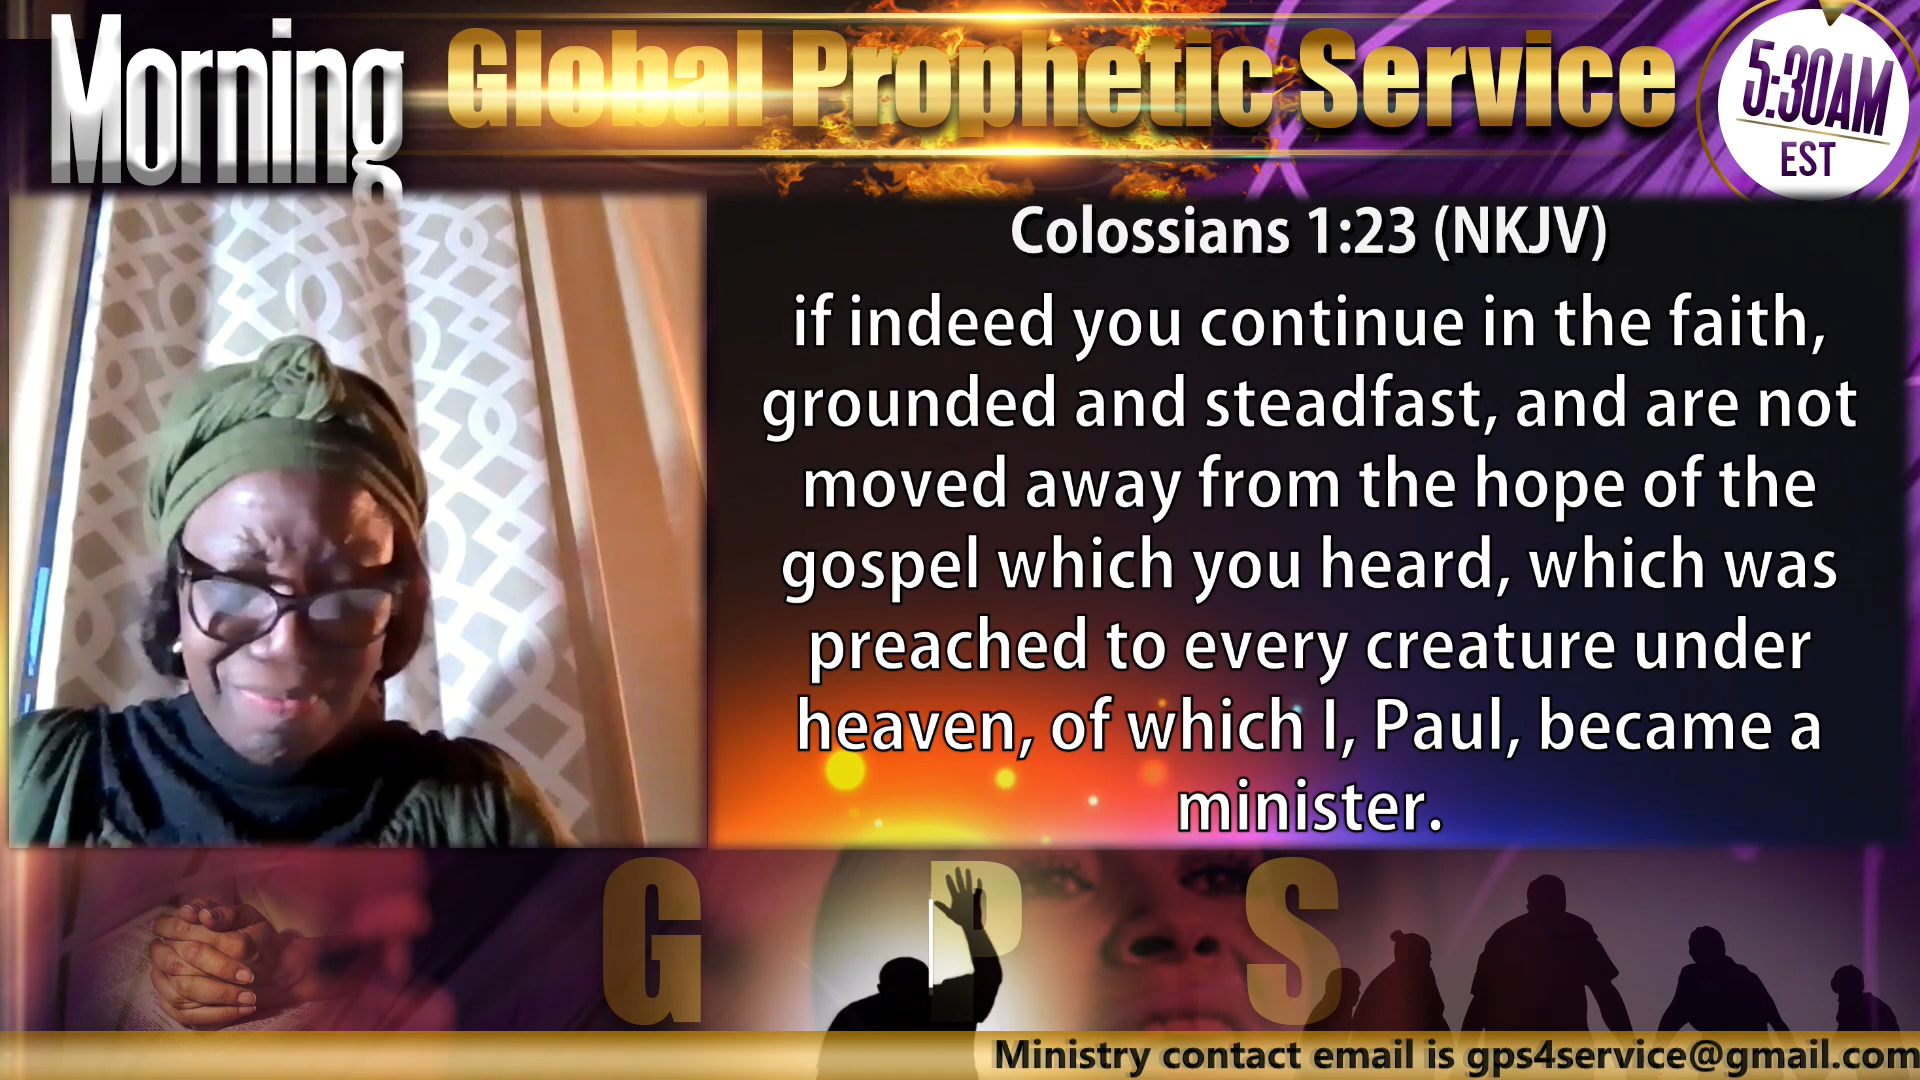 Morning Global Prophetic Service
5:30AM
EST
Colossians 1:23 (NKJV)
if indeed you continue in the faith,
grounded and steadfast, and are not
moved away from the hope of the
gospel which you heard, which was
preached to every creature under
heaven, of which I, Paul, became a
minister.
G P S
Ministry contact email is gps4service@gmail.com